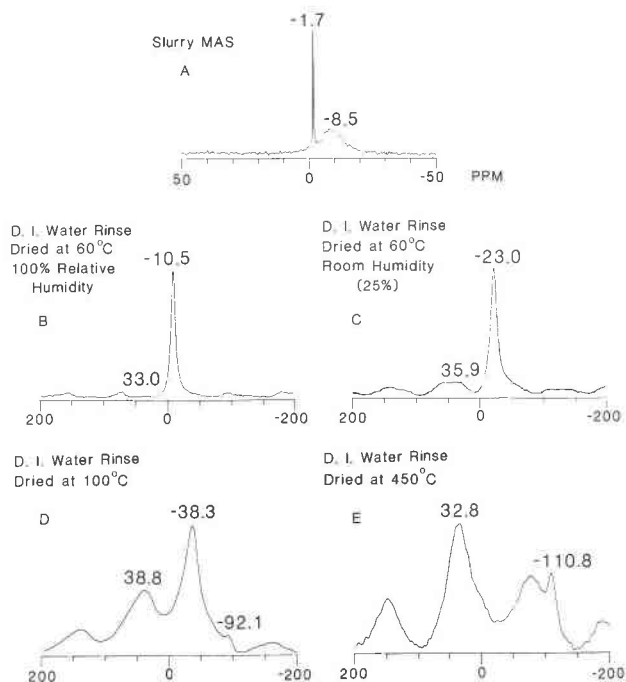 Slurry MAS
A
-1.7
-8.5
50 0 -50 PPM
D. I. Water Rinse
Dried at 60°C
100% Relative
Humidity
B
-10.5
33.0
200 0 -200
D. I. Water Rinse
Dried at 60°C
Room Humidity
(25%)
C
-23.0
35.9
200 0 -200
D. I. Water Rinse
Dried at 100°C
D
-38.3
38.8
-92.1
200 0 -200
D. I. Water Rinse
Dried at 450°C
E
32.8
-110.8
200 0 -200